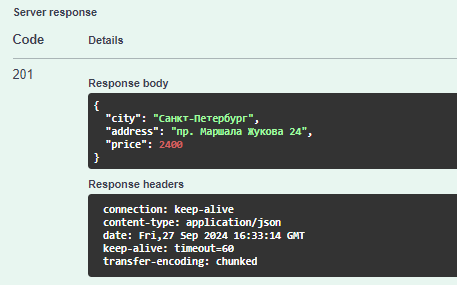 Server response
Code Details
201
Response body
{
  "city": "Санкт-Петербург",
  "address": "пр. Маршала Жукова 24",
  "price": 2400
}
Response headers
connection: keep-alive
content-type: application/json
date: Fri,27 Sep 2024 16:33:14 GMT
keep-alive: timeout=60
transfer-encoding: chunked